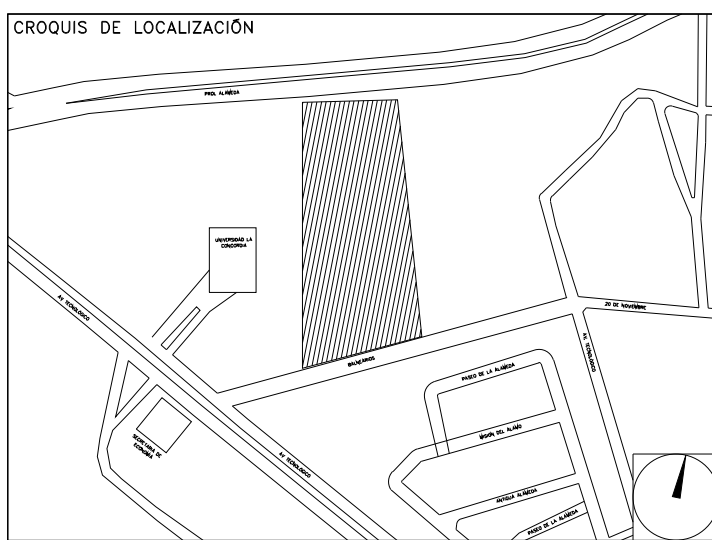 CROQUIS DE LOCALIZACIÓN
PROL ALAMEDA
UNIVERSIDAD LA
CONCORDIA
AV TECNOLÓGICO
20 DE NOVIEMBRE
BALNEARIOS
AV. TECNOLÓGICO
PASEO DE LA ALAMEDA
MISIÓN DEL ALAMO
SECRETARIA DE
ECONOMIA
AV TECNOLÓGICO
ANTIGUA ALAMEDA
PASEO DE LA ALAMEDA